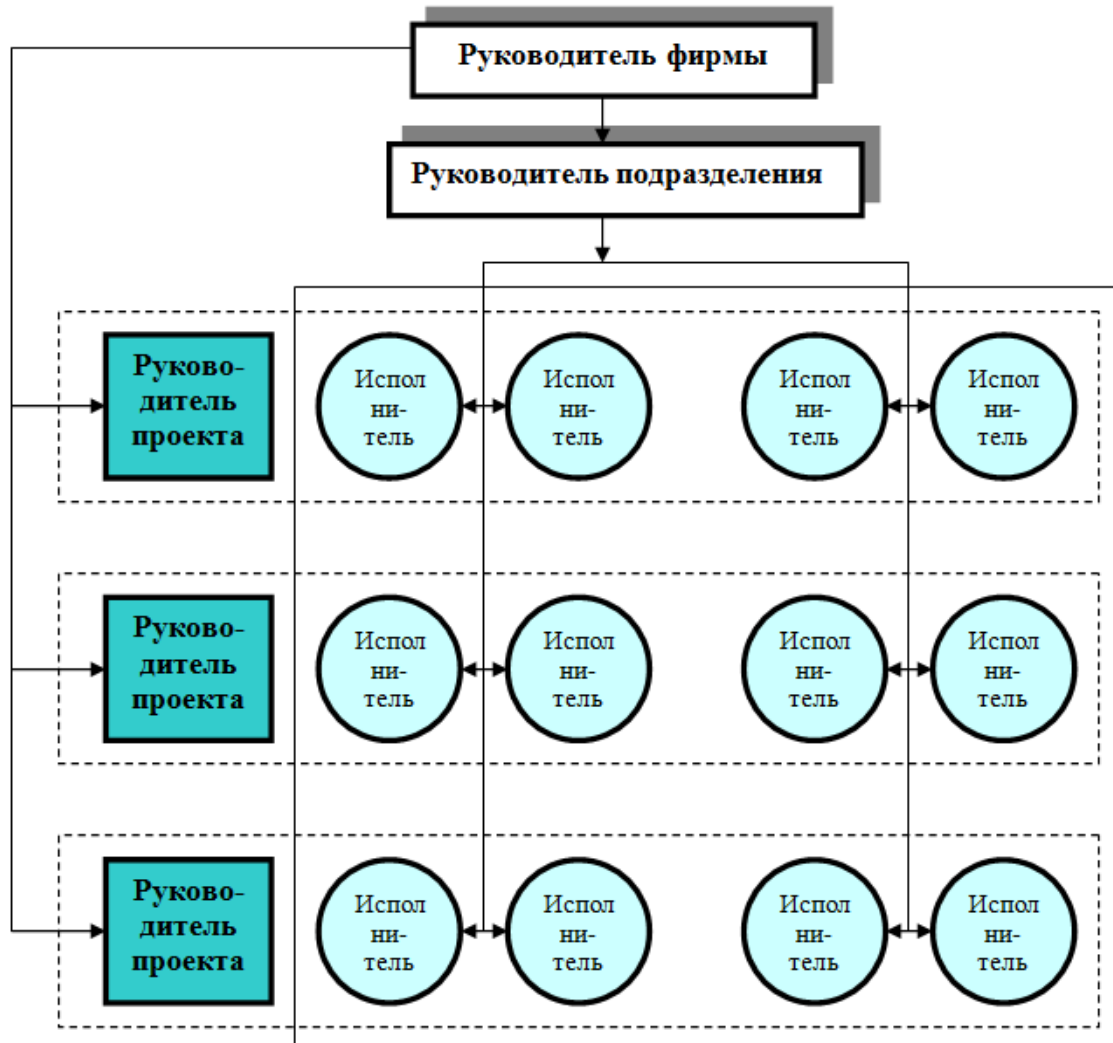 Руководитель фирмы
Руководитель подразделения
Руково-
дитель
проекта
Испол
ни-
тель
Испол
ни-
тель
Испол
ни-
тель
Испол
ни-
тель
Руково-
дитель
проекта
Испол
ни-
тель
Испол
ни-
тель
Испол
ни-
тель
Испол
ни-
тель
Руково-
дитель
проекта
Испол
ни-
тель
Испол
ни-
тель
Испол
ни-
тель
Испол
ни-
тель